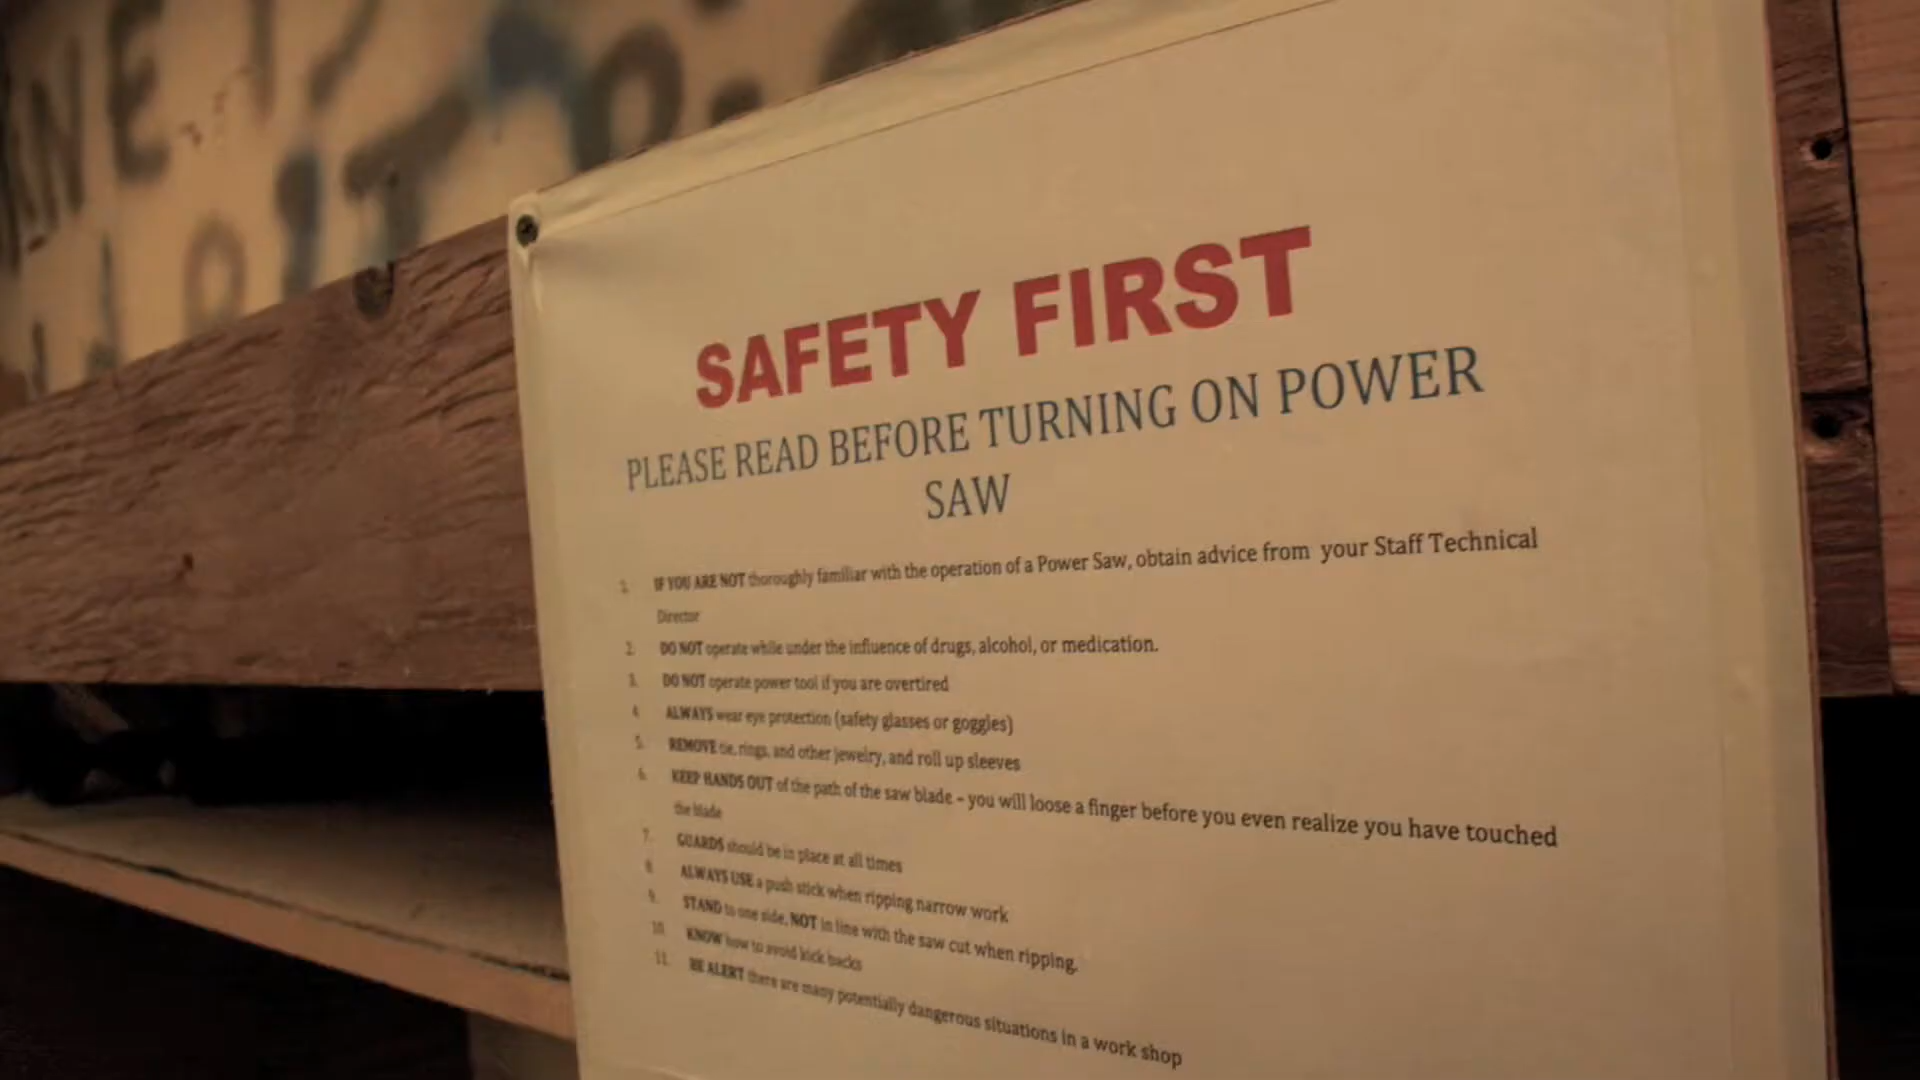 SAFETY FIRST
PLEASE READ BEFORE TURNING ON POWER
SAW
1. IF YOU ARE NOT thoroughly familiar with the operation of a Power Saw, obtain advice from your Staff Technical
Director
2. DO NOT operate while under the influence of drugs, alcohol, or medication.
3. DO NOT operate power tool if you are overtired
4. ALWAYS wear eye protection (safety glasses or goggles)
5. REMOVE tie, rings, and other jewelry, and roll up sleeves
6. KEEP HANDS OUT of the path of the saw blade – you will loose a finger before you even realize you have touched
the blade
7. GUARDS should be in place at all times
8. ALWAYS USE a push stick when ripping narrow work
9. STAND to one side, NOT in line with the saw cut when ripping.
10. KNOW how to avoid kick backs
11. BE ALERT there are many potentially dangerous situations in a work shop